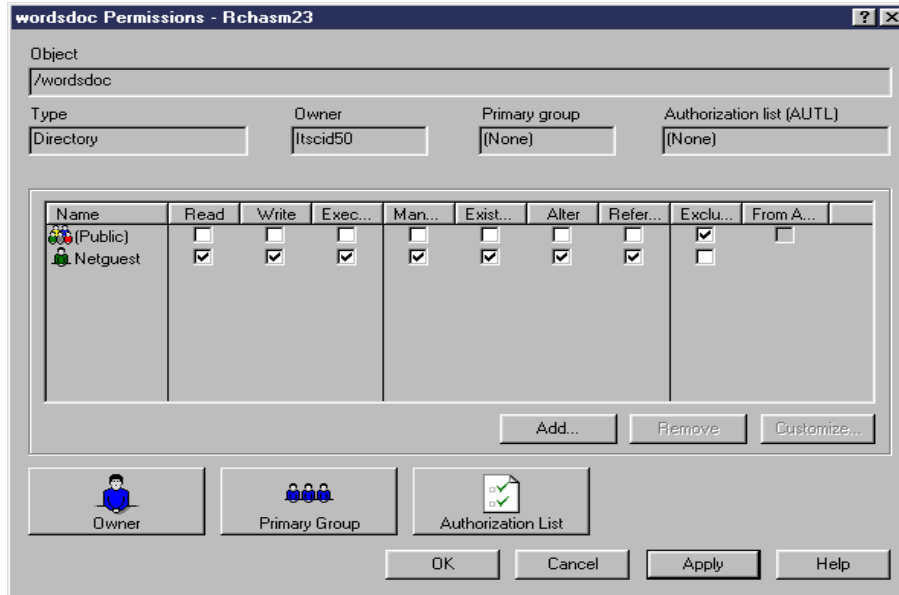 wordsdoc Permissions - Rchasm23
Object
/wordsdoc
Type Owner Primary group Authorization list (AUTL)
Directory Itscid50 (None) (None)
Name Read Write Exec... Man... Exist... Alter Refer... Exclu... From A...
(Public)
Netguest
Add... Remove Customize...
Owner Primary Group Authorization List
OK Cancel Apply Help